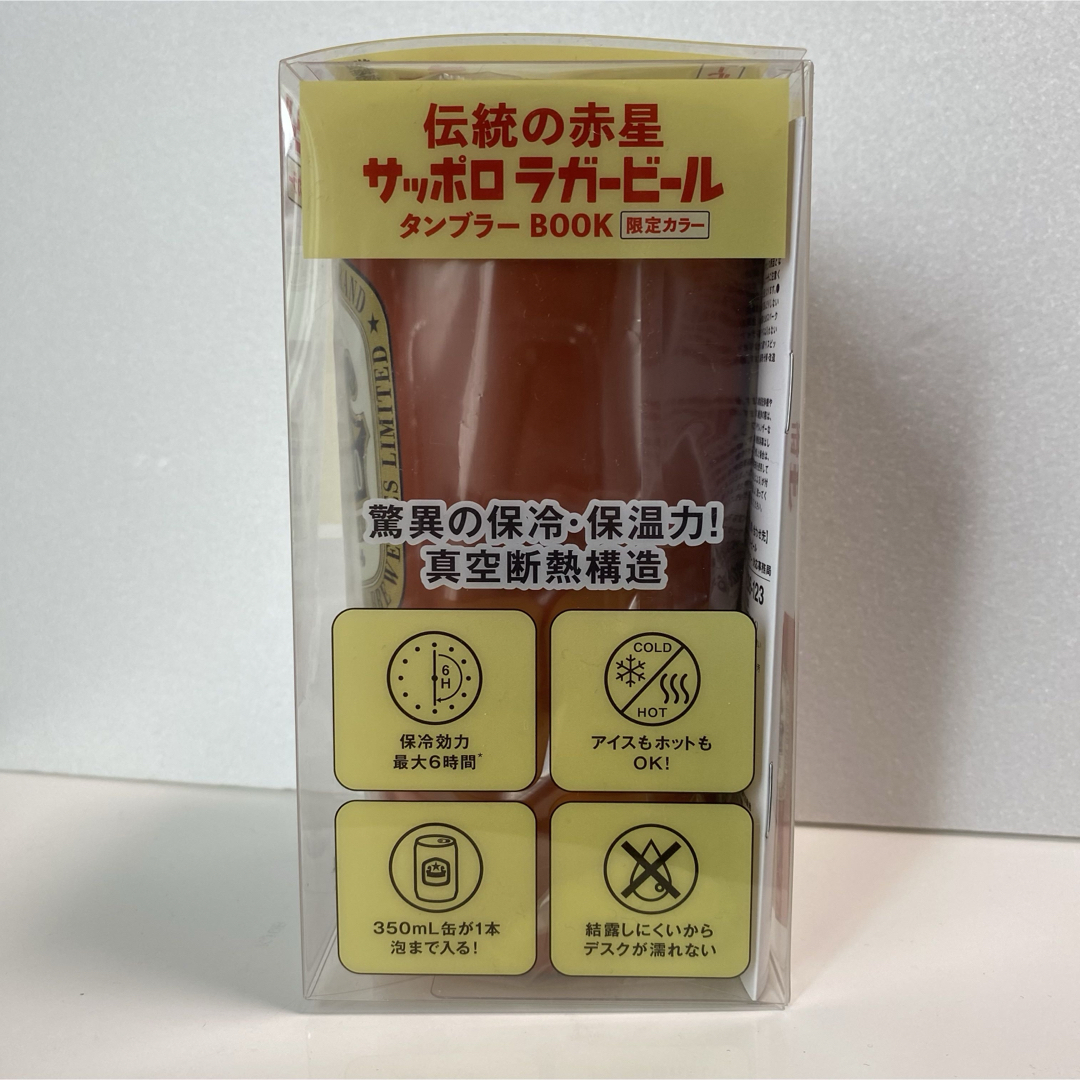 伝統の赤星
サッポロ ラガービール
タンブラー BOOK 限定カラー
AND ★
LIMITED
驚異の保冷・保温力!
真空断熱構造
6
H
保冷効力
最大6時間*
COLD
HOT
アイスもホットも
OK!
350mL缶が1本
泡まで入る!
結露しにくいから
デスクが濡れない